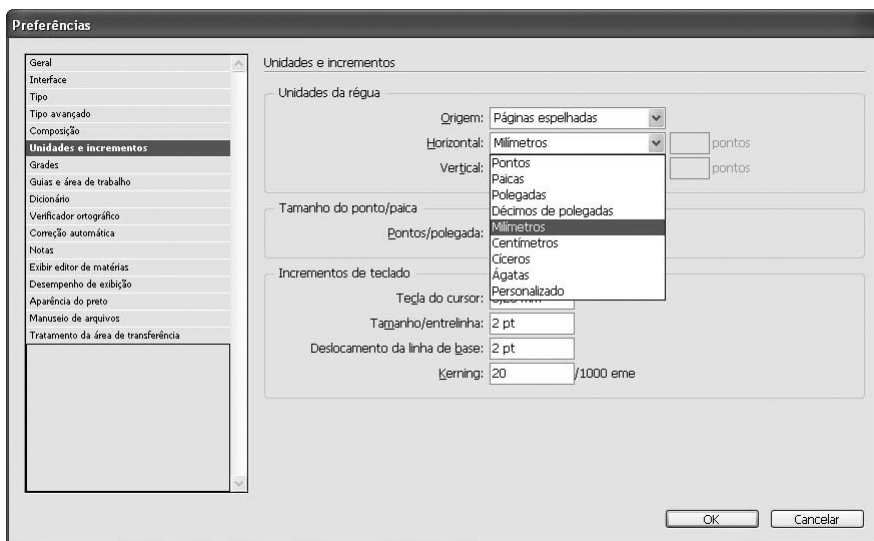 Preferências
Geral
Interface
Tipo
Tipo avançado
Composição
Unidades e incrementos
Grades
Guias e área de trabalho
Dicionário
Verificador ortográfico
Correção automática
Notas
Exibir editor de matérias
Desempenho de exibição
Aparência do preto
Manuseio de arquivos
Tratamento da área de transferência
Unidades e incrementos
Unidades da régua
Origem: Páginas espelhadas
Horizontal: Milímetros pontos
Vertical: pontos
Pontos
Paicas
Polegadas
Décimos de polegadas
Milímetros
Centímetros
Cíceros
Ágatas
Personalizado
Tamanho do ponto/paica
Pontos/polegada:
Incrementos de teclado
Tecla do cursor:
Tamanho/entrelinha: 2 pt
Deslocamento da linha de base: 2 pt
Kerning: 20 /1000 eme
OK Cancelar